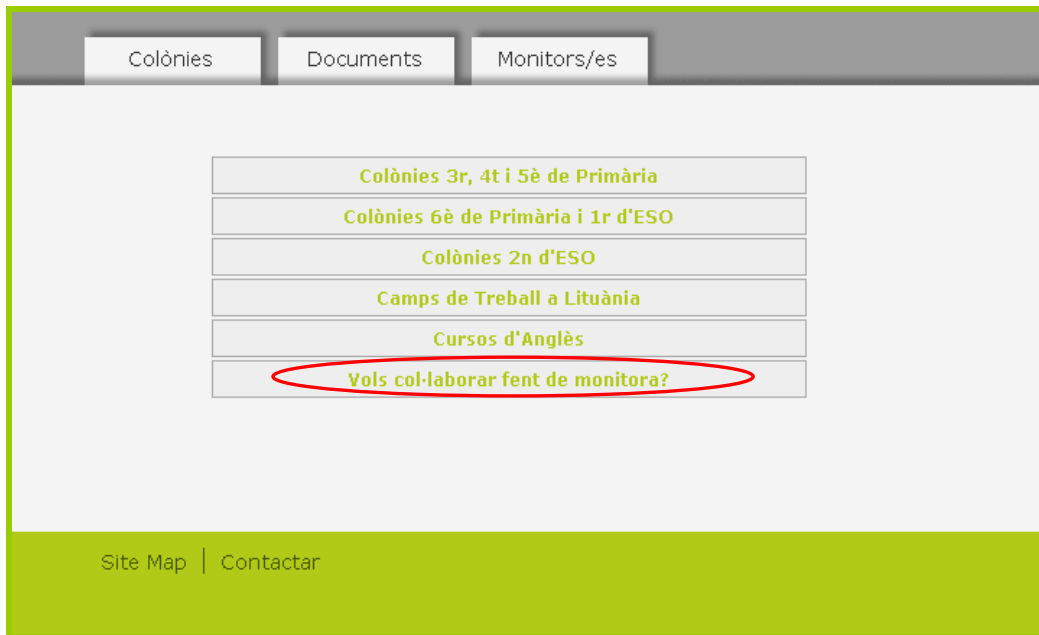 Colònies
Documents
Monitors/es
Colònies 3r, 4t i 5è de Primària
Colònies 6è de Primària i 1r d'ESO
Colònies 2n d'ESO
Camps de Treball a Lituània
Cursos d'Anglès
Vols col·laborar fent de monitora?
Site Map | Contactar